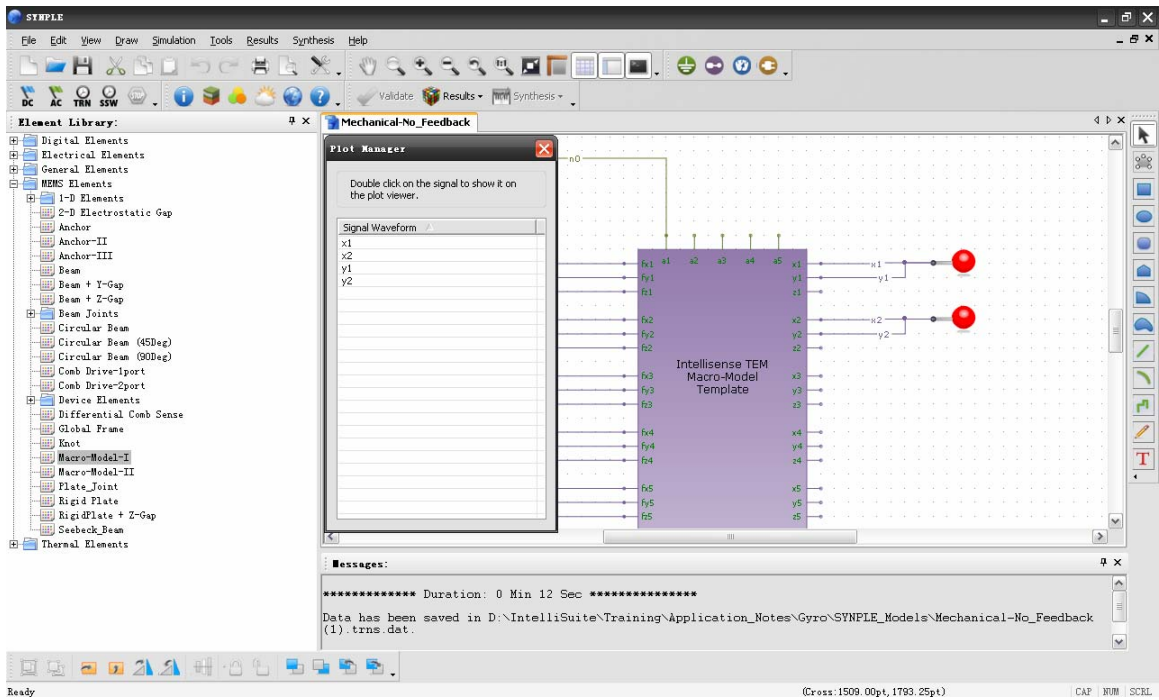 SYNPLE
File Edit View Draw Simulation Tools Results Synthesis Help
DC AC TRN SSW Validate Results Synthesis
Element Library:
Mechanical-No_Feedback
Digital Elements
Electrical Elements
General Elements
MEMS Elements
1-D Elements
2-D Electrostatic Gap
Anchor
Anchor-II
Anchor-III
Beam
Beam + Y-Gap
Beam + Z-Gap
Beam Joints
Circular Beam
Circular Beam (45Deg)
Circular Beam (90Deg)
Comb Drive-1port
Comb Drive-2port
Device Elements
Differential Comb Sense
Global Frame
Knot
Macro-Model-I
Macro-Model-II
Plate_Joint
Rigid Plate
RigidPlate + Z-Gap
Seebeck_Beam
Thermal Elements
Plot Manager
Double click on the signal to show it on
the plot viewer.
Signal Waveform
x1
x2
y1
y2
n0
a1 a2 a3 a4 a5
fx1 x1 x1
fy1 y1 y1
fz1 z1
fx2 x2 x2
fy2 y2 y2
fz2 z2
Intellisense TEM
Macro-Model
Template
fx3 x3
fy3 y3
fz3 z3
fx4 x4
fy4 y4
fz4 z4
fx5 x5
fy5 y5
fz5 z5
T
Messages:
************* Duration: 0 Min 12 Sec ***************
Data has been saved in D:\IntelliSuite\Training\Application_Notes\Gyro\SYNPLE_Models\Mechanical-No_Feedback
(1).trns.dat.
Ready (Cross:1509.00pt,1793.25pt) CAP NUM SCRL